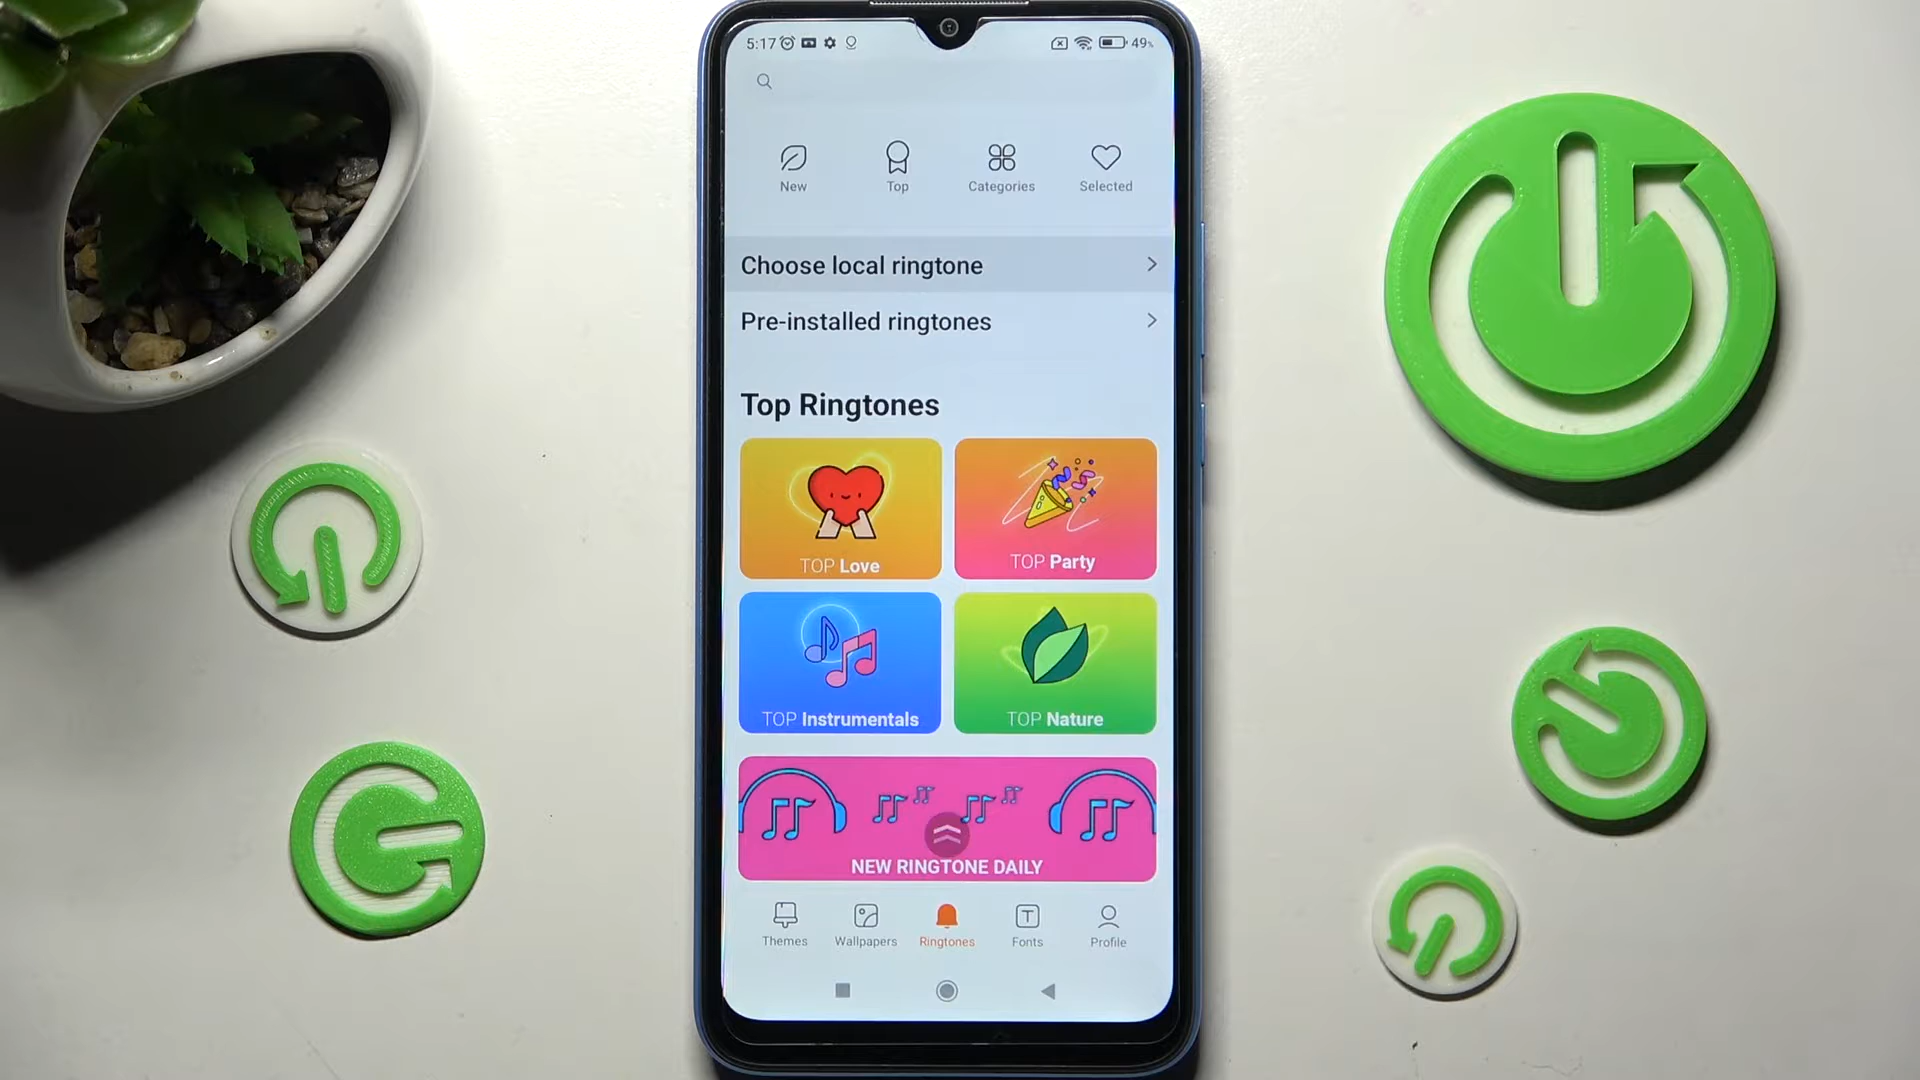 5:17
49%
New
Top
Categories
Selected
Choose local ringtone
Pre-installed ringtones
Top Ringtones
TOP Love
TOP Party
TOP Instrumentals
TOP Nature
NEW RINGTONE DAILY
Themes
Wallpapers
Ringtones
Fonts
Profile